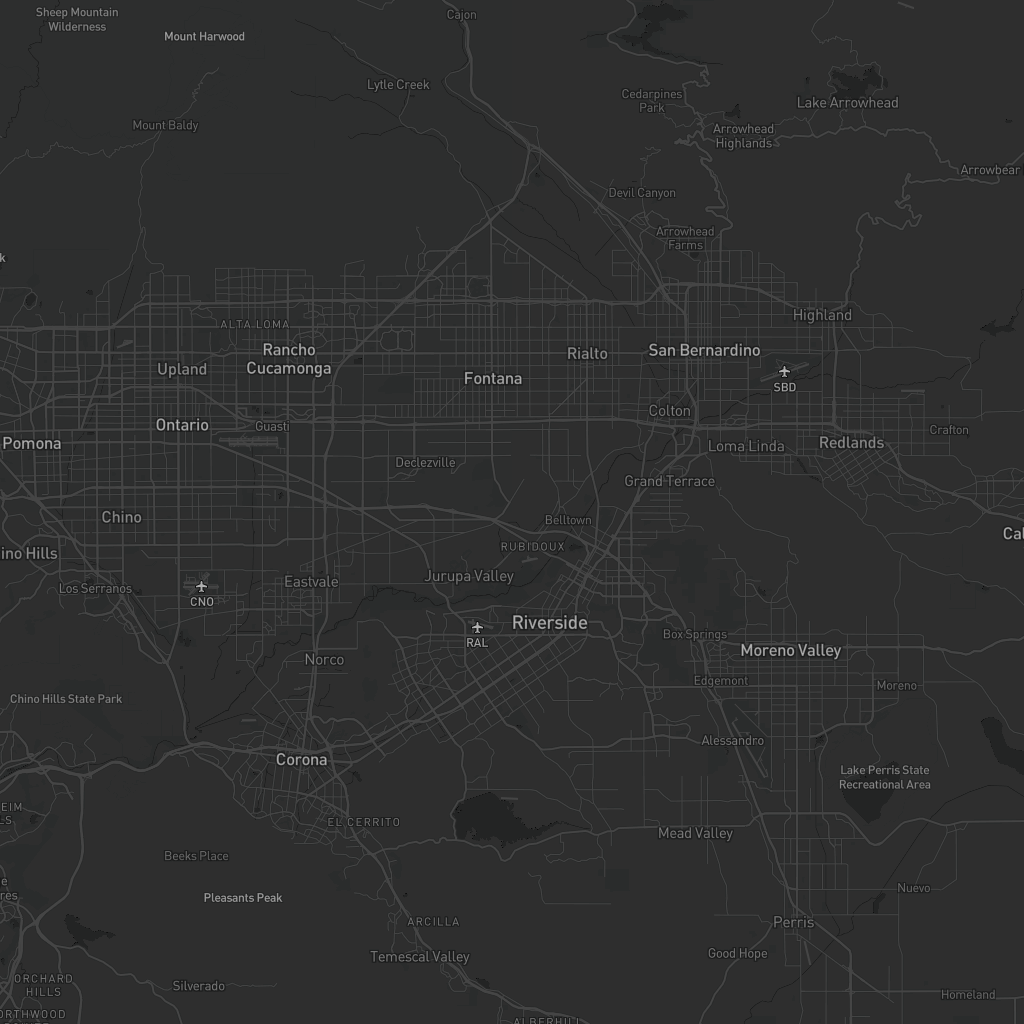 Cajon
Sheep Mountain
Wilderness
Mount Harwood
Lytle Creek
Cedarpines
Park
Lake Arrowhead
Mount Baldy
Arrowhead
Highlands
Arrowbear
Devil Canyon
Arrowhead
Farms
k
Highland
ALTA LOMA
Rancho
Cucamonga
Rialto
San Bernardino
Upland
Fontana
SBD
Colton
Ontario
Guasti
Crafton
Pomona
Loma Linda
Redlands
Declezville
Grand Terrace
Chino
Belltown
Cal
RUBIDOUX
ino Hills
Jurupa Valley
Eastvale
Los Serranos
CNO
Riverside
Box Springs
RAL
Moreno Valley
Norco
Edgemont
Moreno
Chino Hills State Park
Alessandro
Corona
Lake Perris State
Recreational Area
EIM
LS
EL CERRITO
Mead Valley
Beeks Place
e
res
Nuevo
Pleasants Peak
ARCILLA
Perris
Good Hope
Temescal Valley
ORCHARD
HILLS
Silverado
Homeland
ORTHWOOD
ALBERHILL